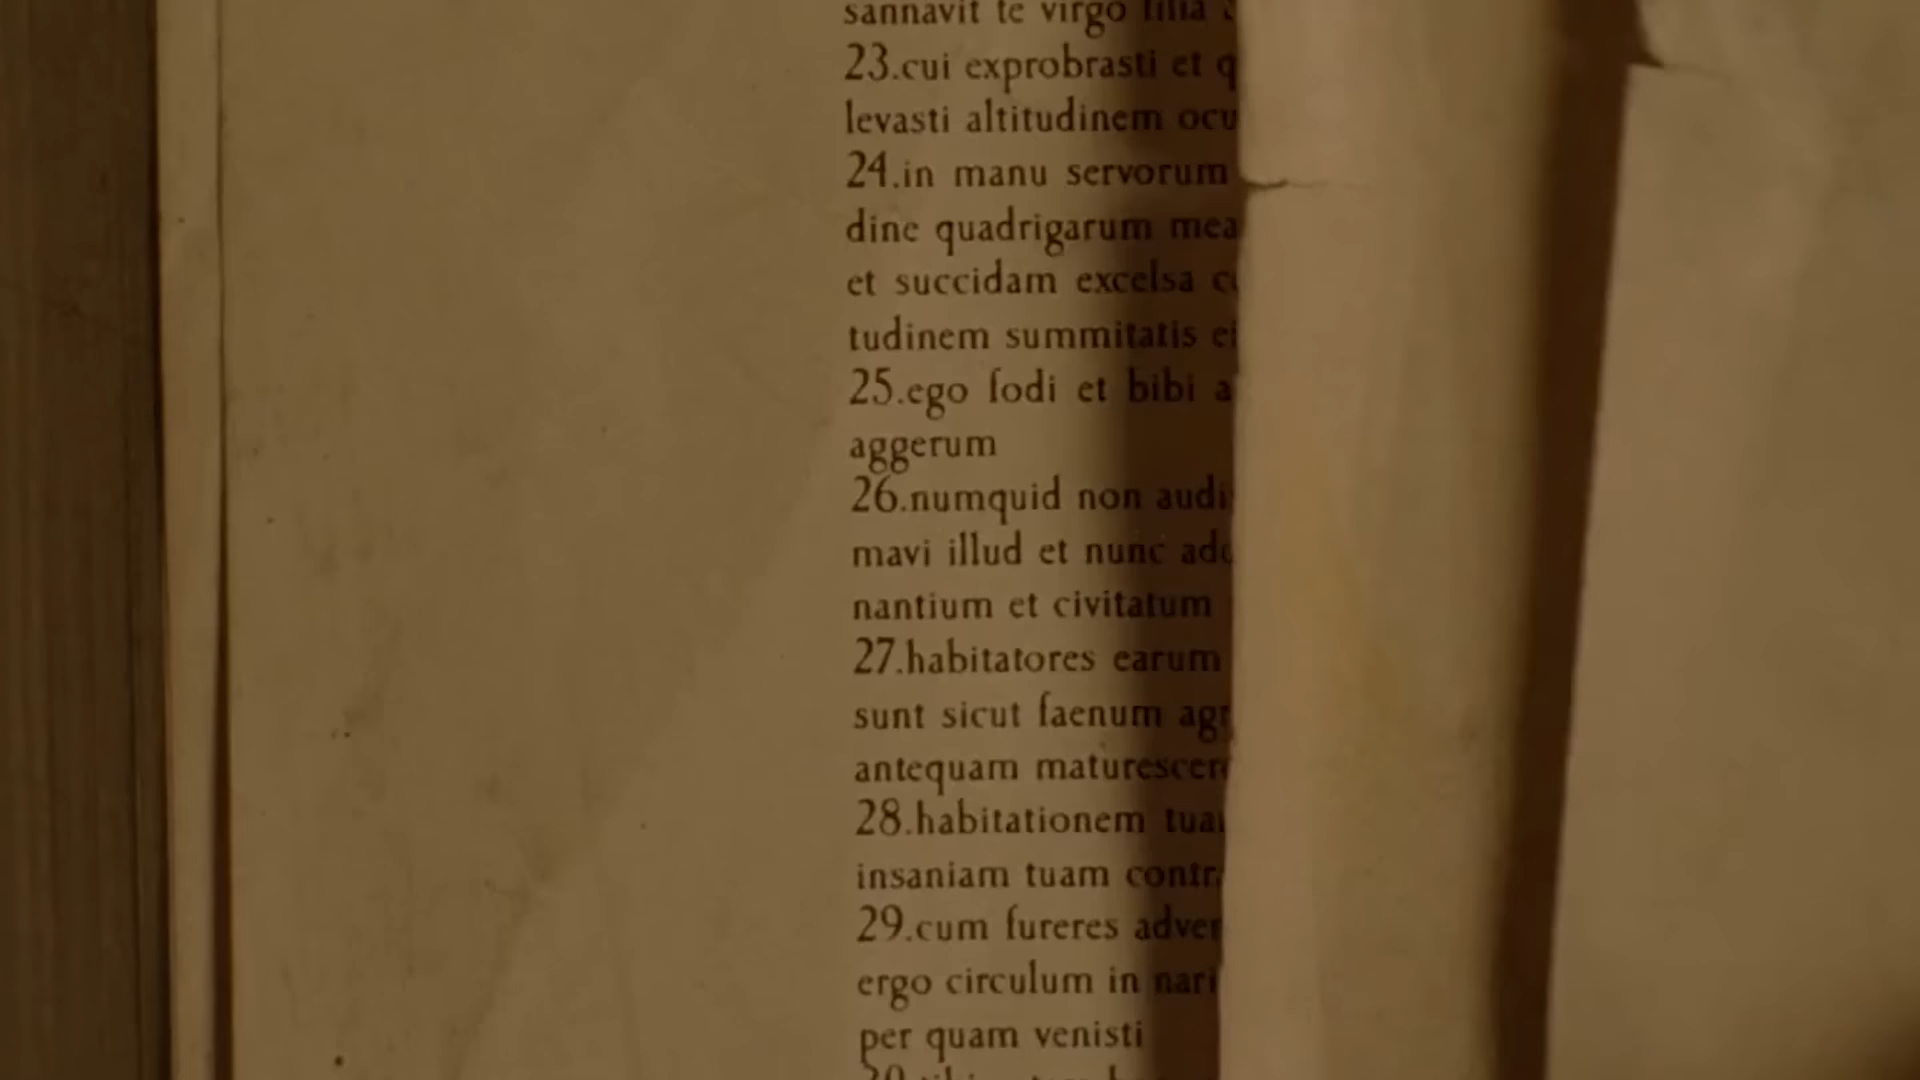 sannavit te virgo filia
23.cui exprobrasti et q
levasti altitudinem ocu
24.in manu servorum
dine quadrigarum mea
et succidam excelsa c
tudinem summitatis ei
25.ego fodi et bibi a
aggerum
26.numquid non audi
mavi illud et nunc add
nantium et civitatum
27.habitatores earum
sunt sicut faenum agr
antequam maturescer
28.habitationem tua
insaniam tuam contr
29.cum fureres adver
ergo circulum in nari
per quam venisti